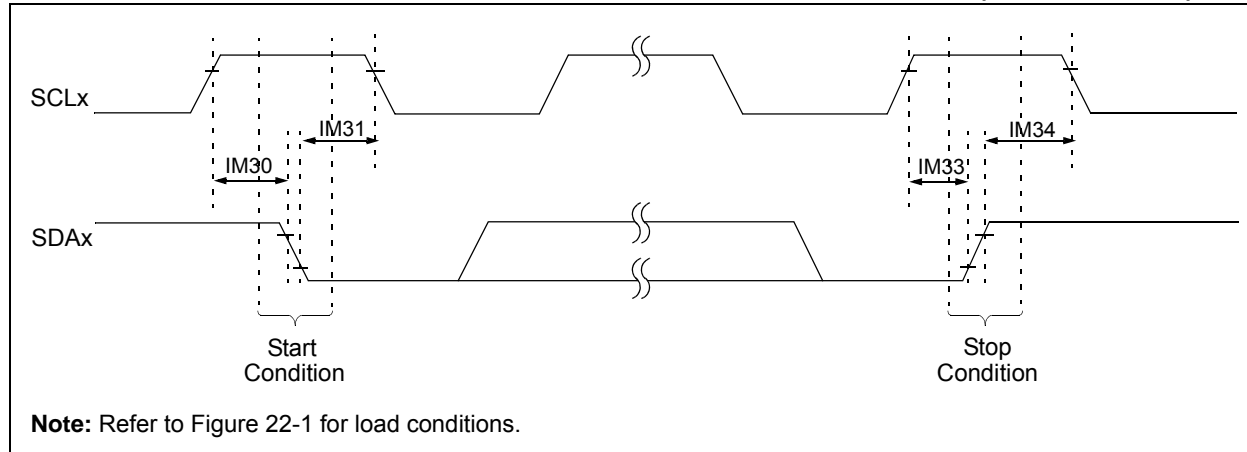 SCLx
IM31
IM34
IM30
IM33
SDAx
Start
Condition
Stop
Condition
Note: Refer to Figure 22-1 for load conditions.